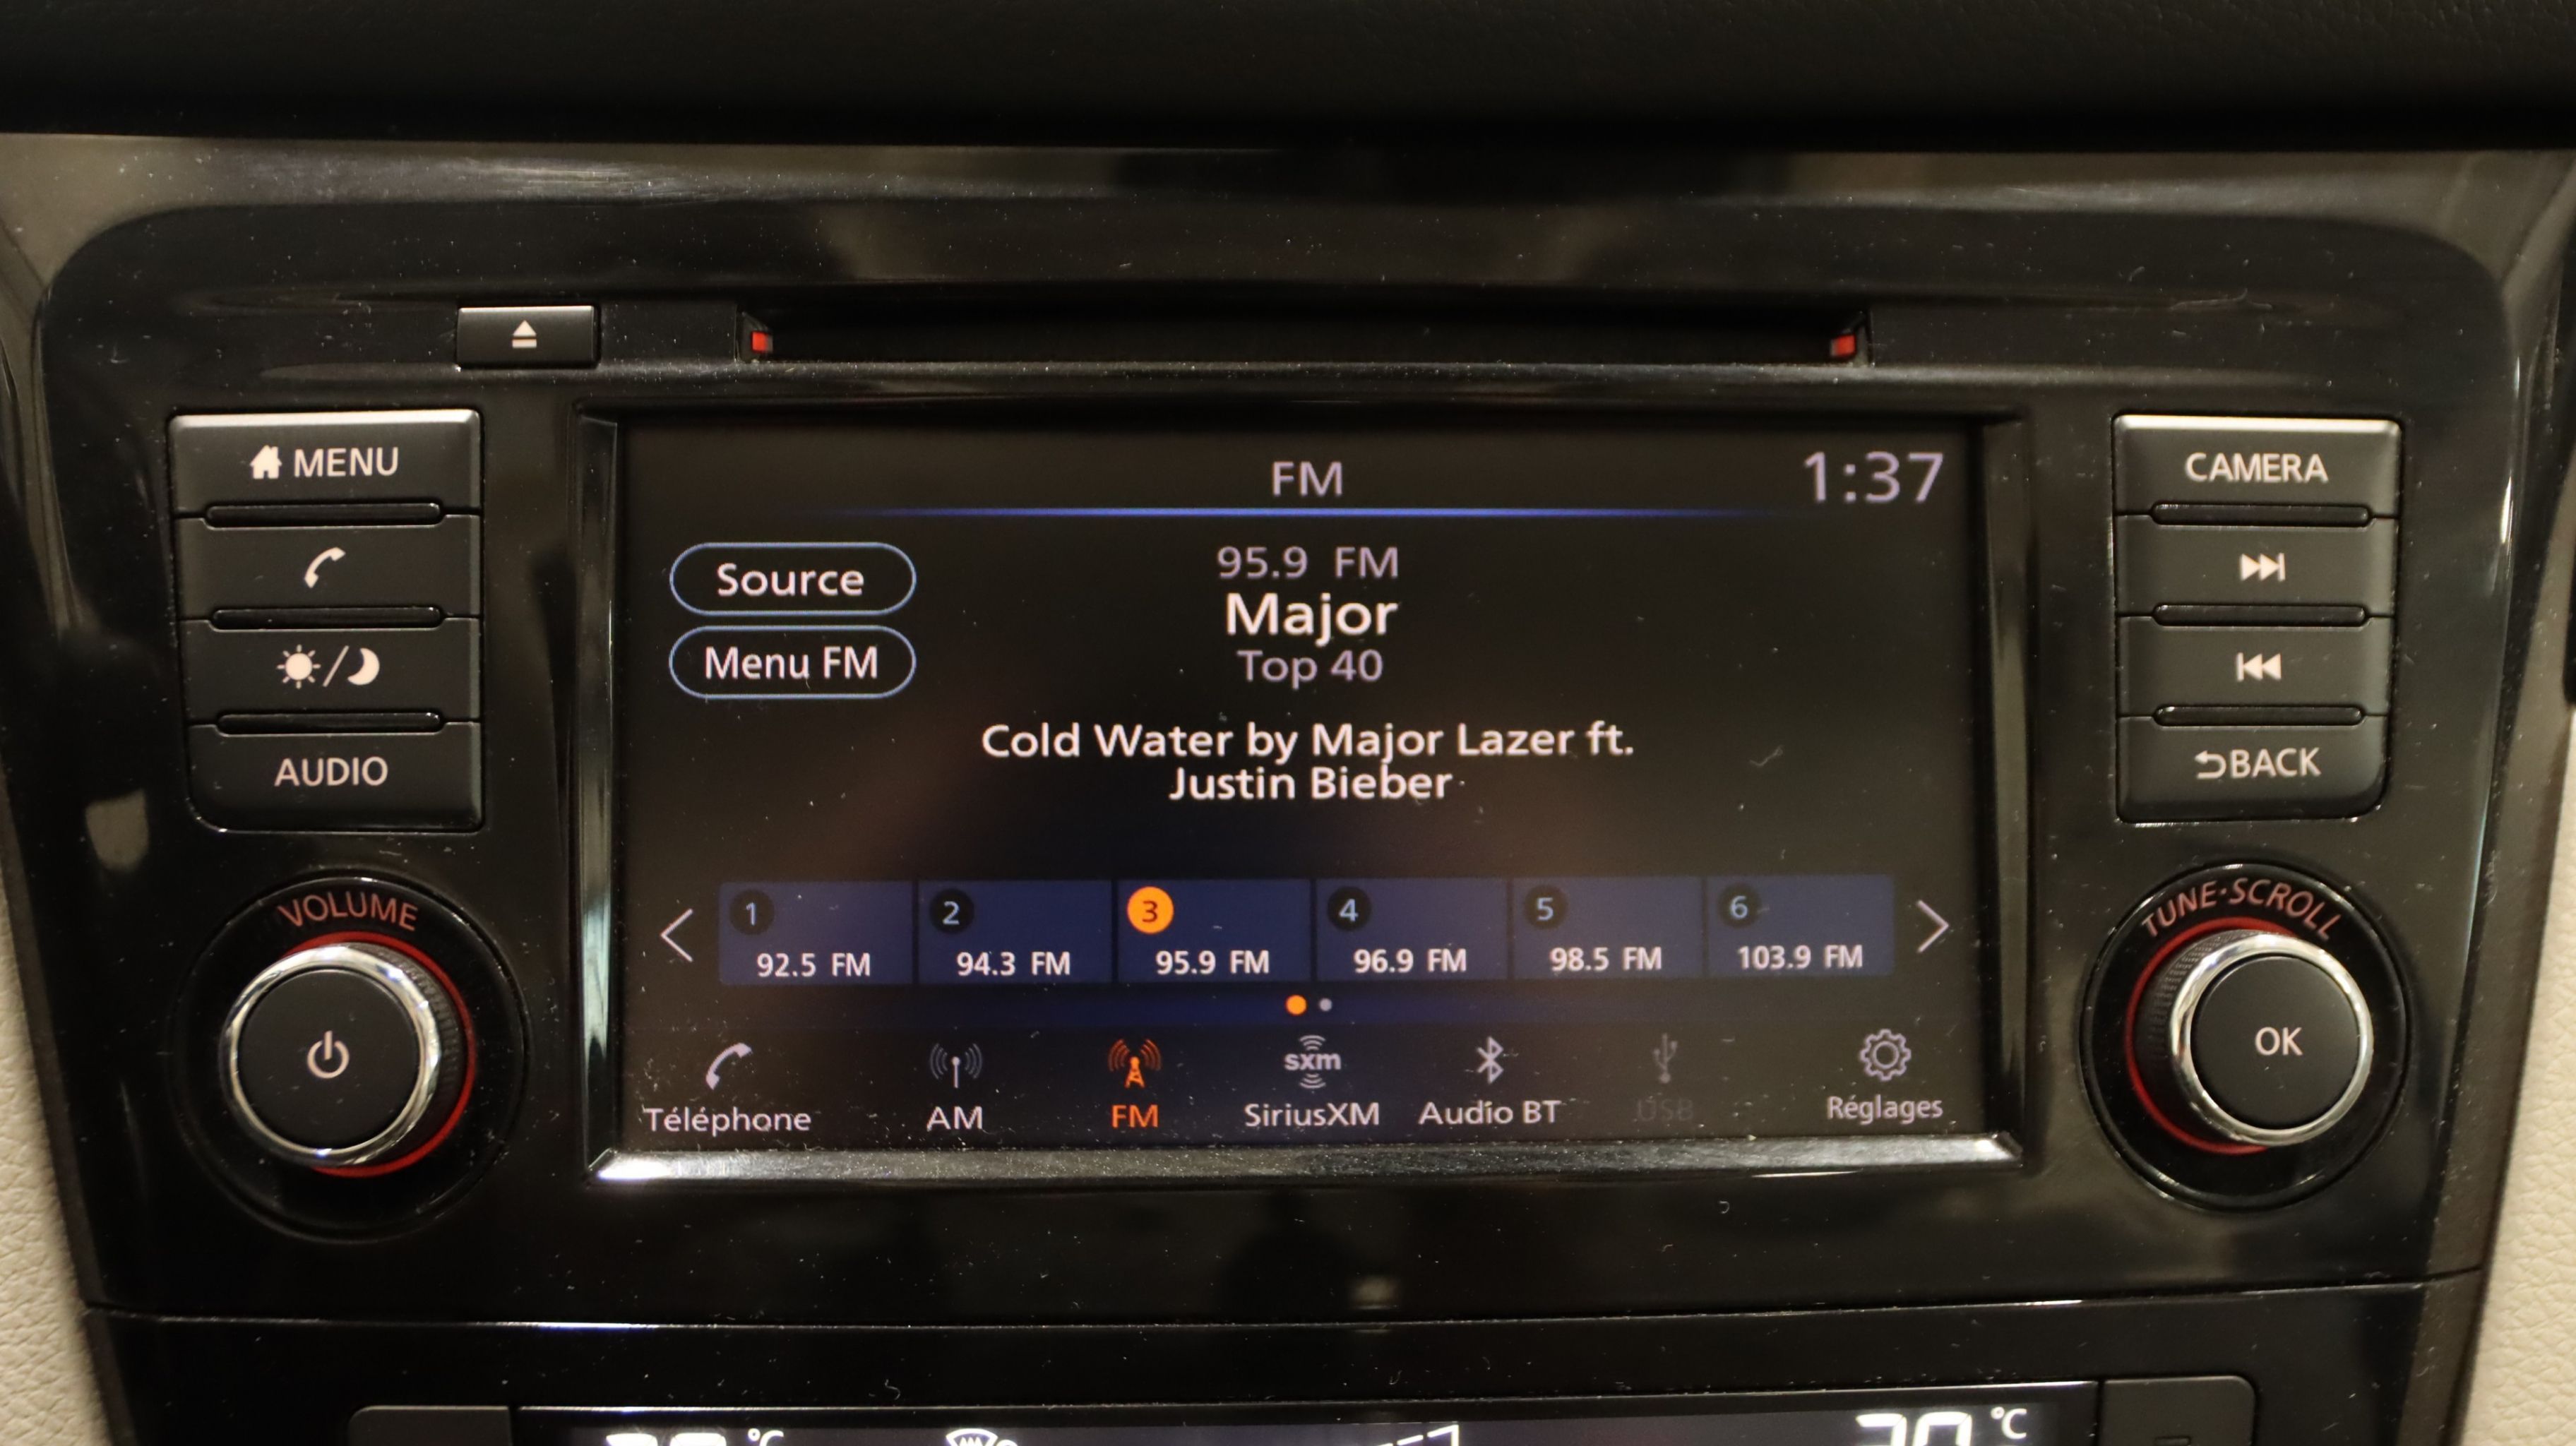 MENU
AUDIO
VOLUME
FM
1:37
Source
Menu FM
95.9 FM
Major
Top 40
Cold Water by Major Lazer ft.
Justin Bieber
1
92.5 FM
2
94.3 FM
3
95.9 FM
4
96.9 FM
5
98.5 FM
6
103.9 FM
Téléphone
AM
FM
sxm
SiriusXM
Audio BT
USB
Réglages
CAMERA
BACK
TUNE·SCROLL
OK
°C
°C